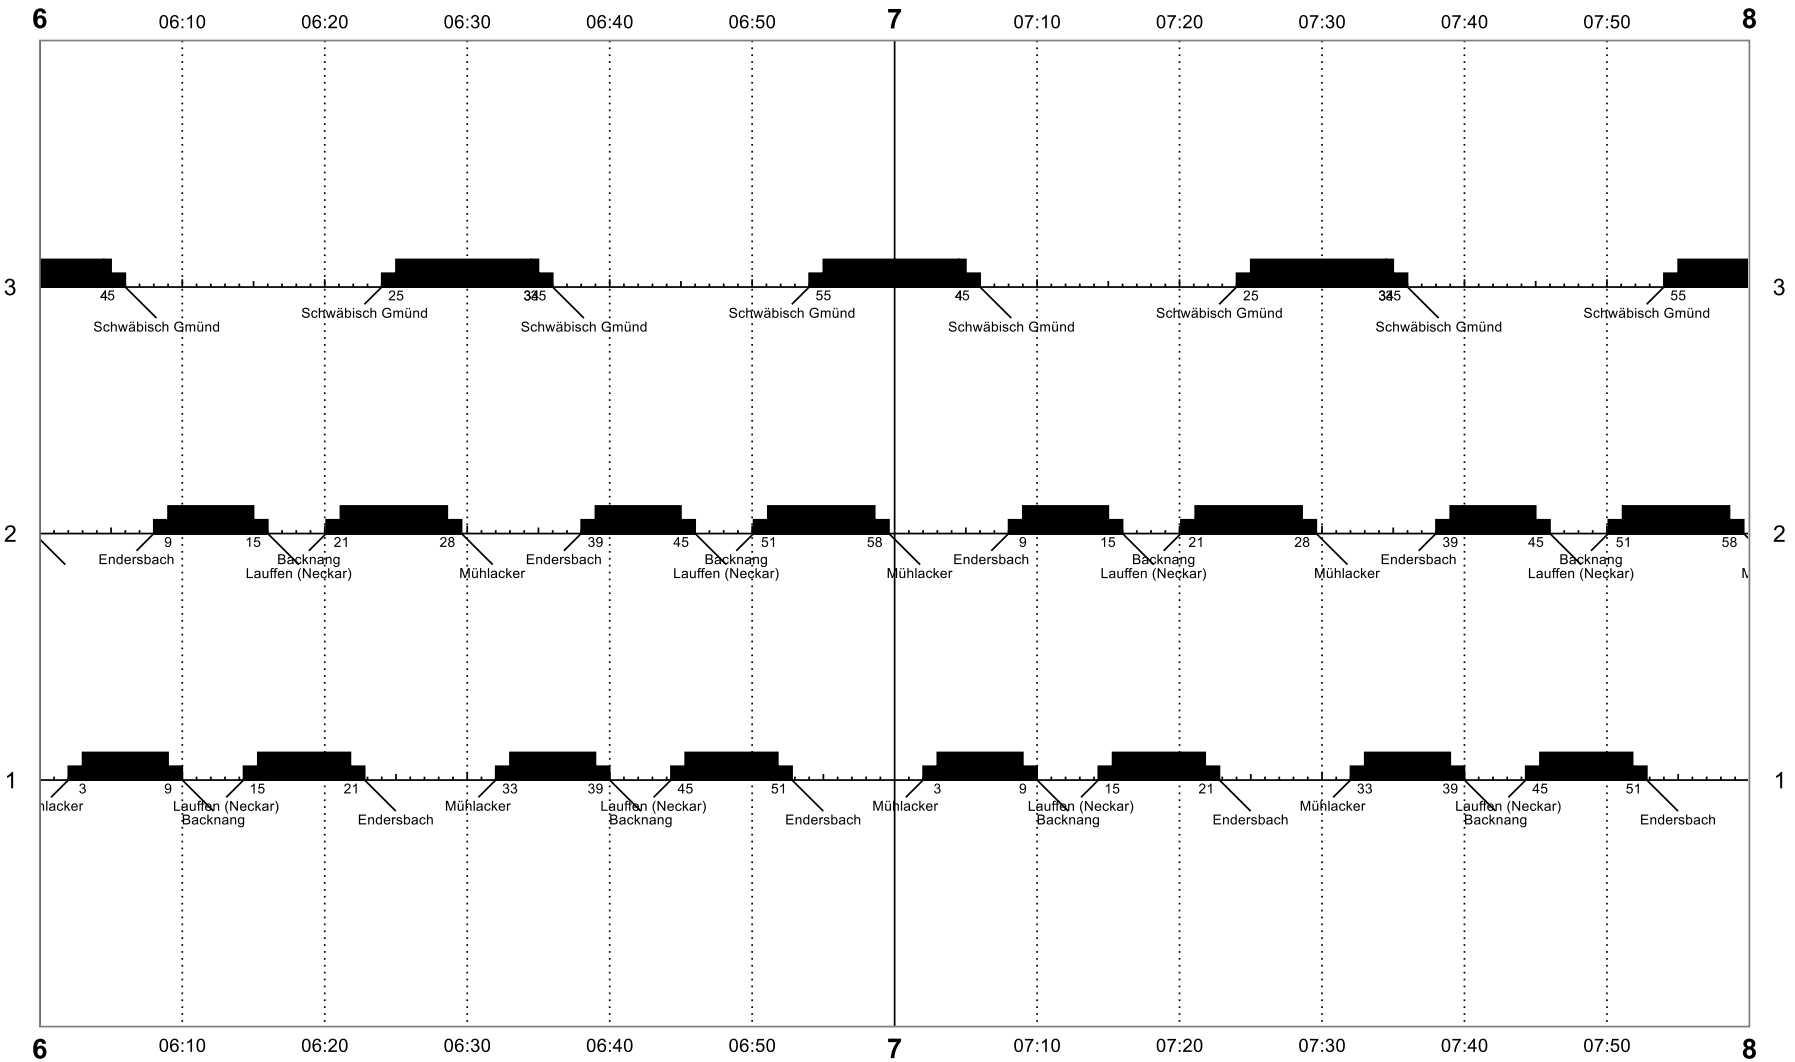 6 06:10 06:20 06:30 06:40 06:50 7 07:10 07:20 07:30 07:40 07:50 8
3 3
45 25 55 45 25 55
Schwäbisch Gmünd Schwäbisch Gmünd Schwäbisch Gmünd Schwäbisch Gmünd
Schwäbisch Gmünd Schwäbisch Gmünd Schwäbisch Gmünd Schwäbisch Gmünd
2 2
9 15 21 28 39 45 51 58 9 15 21 28 39 45 51 58
Endersbach Backnang Endersbach Backnang Endersbach Backnang Endersbach Backnang
Lauffen (Neckar) Mühlacker Lauffen (Neckar) Mühlacker Lauffen (Neckar) Mühlacker Lauffen (Neckar)
1 1
3 9 15 21 33 39 45 51 3 9 15 21 33 39 45 51
hlacker Lauffen (Neckar) Mühlacker Lauffen (Neckar) Mühlacker Lauffen (Neckar) Mühlacker Lauffen (Neckar)
Backnang Endersbach Backnang Endersbach Backnang Endersbach Backnang Endersbach
6 06:10 06:20 06:30 06:40 06:50 7 07:10 07:20 07:30 07:40 07:50 8